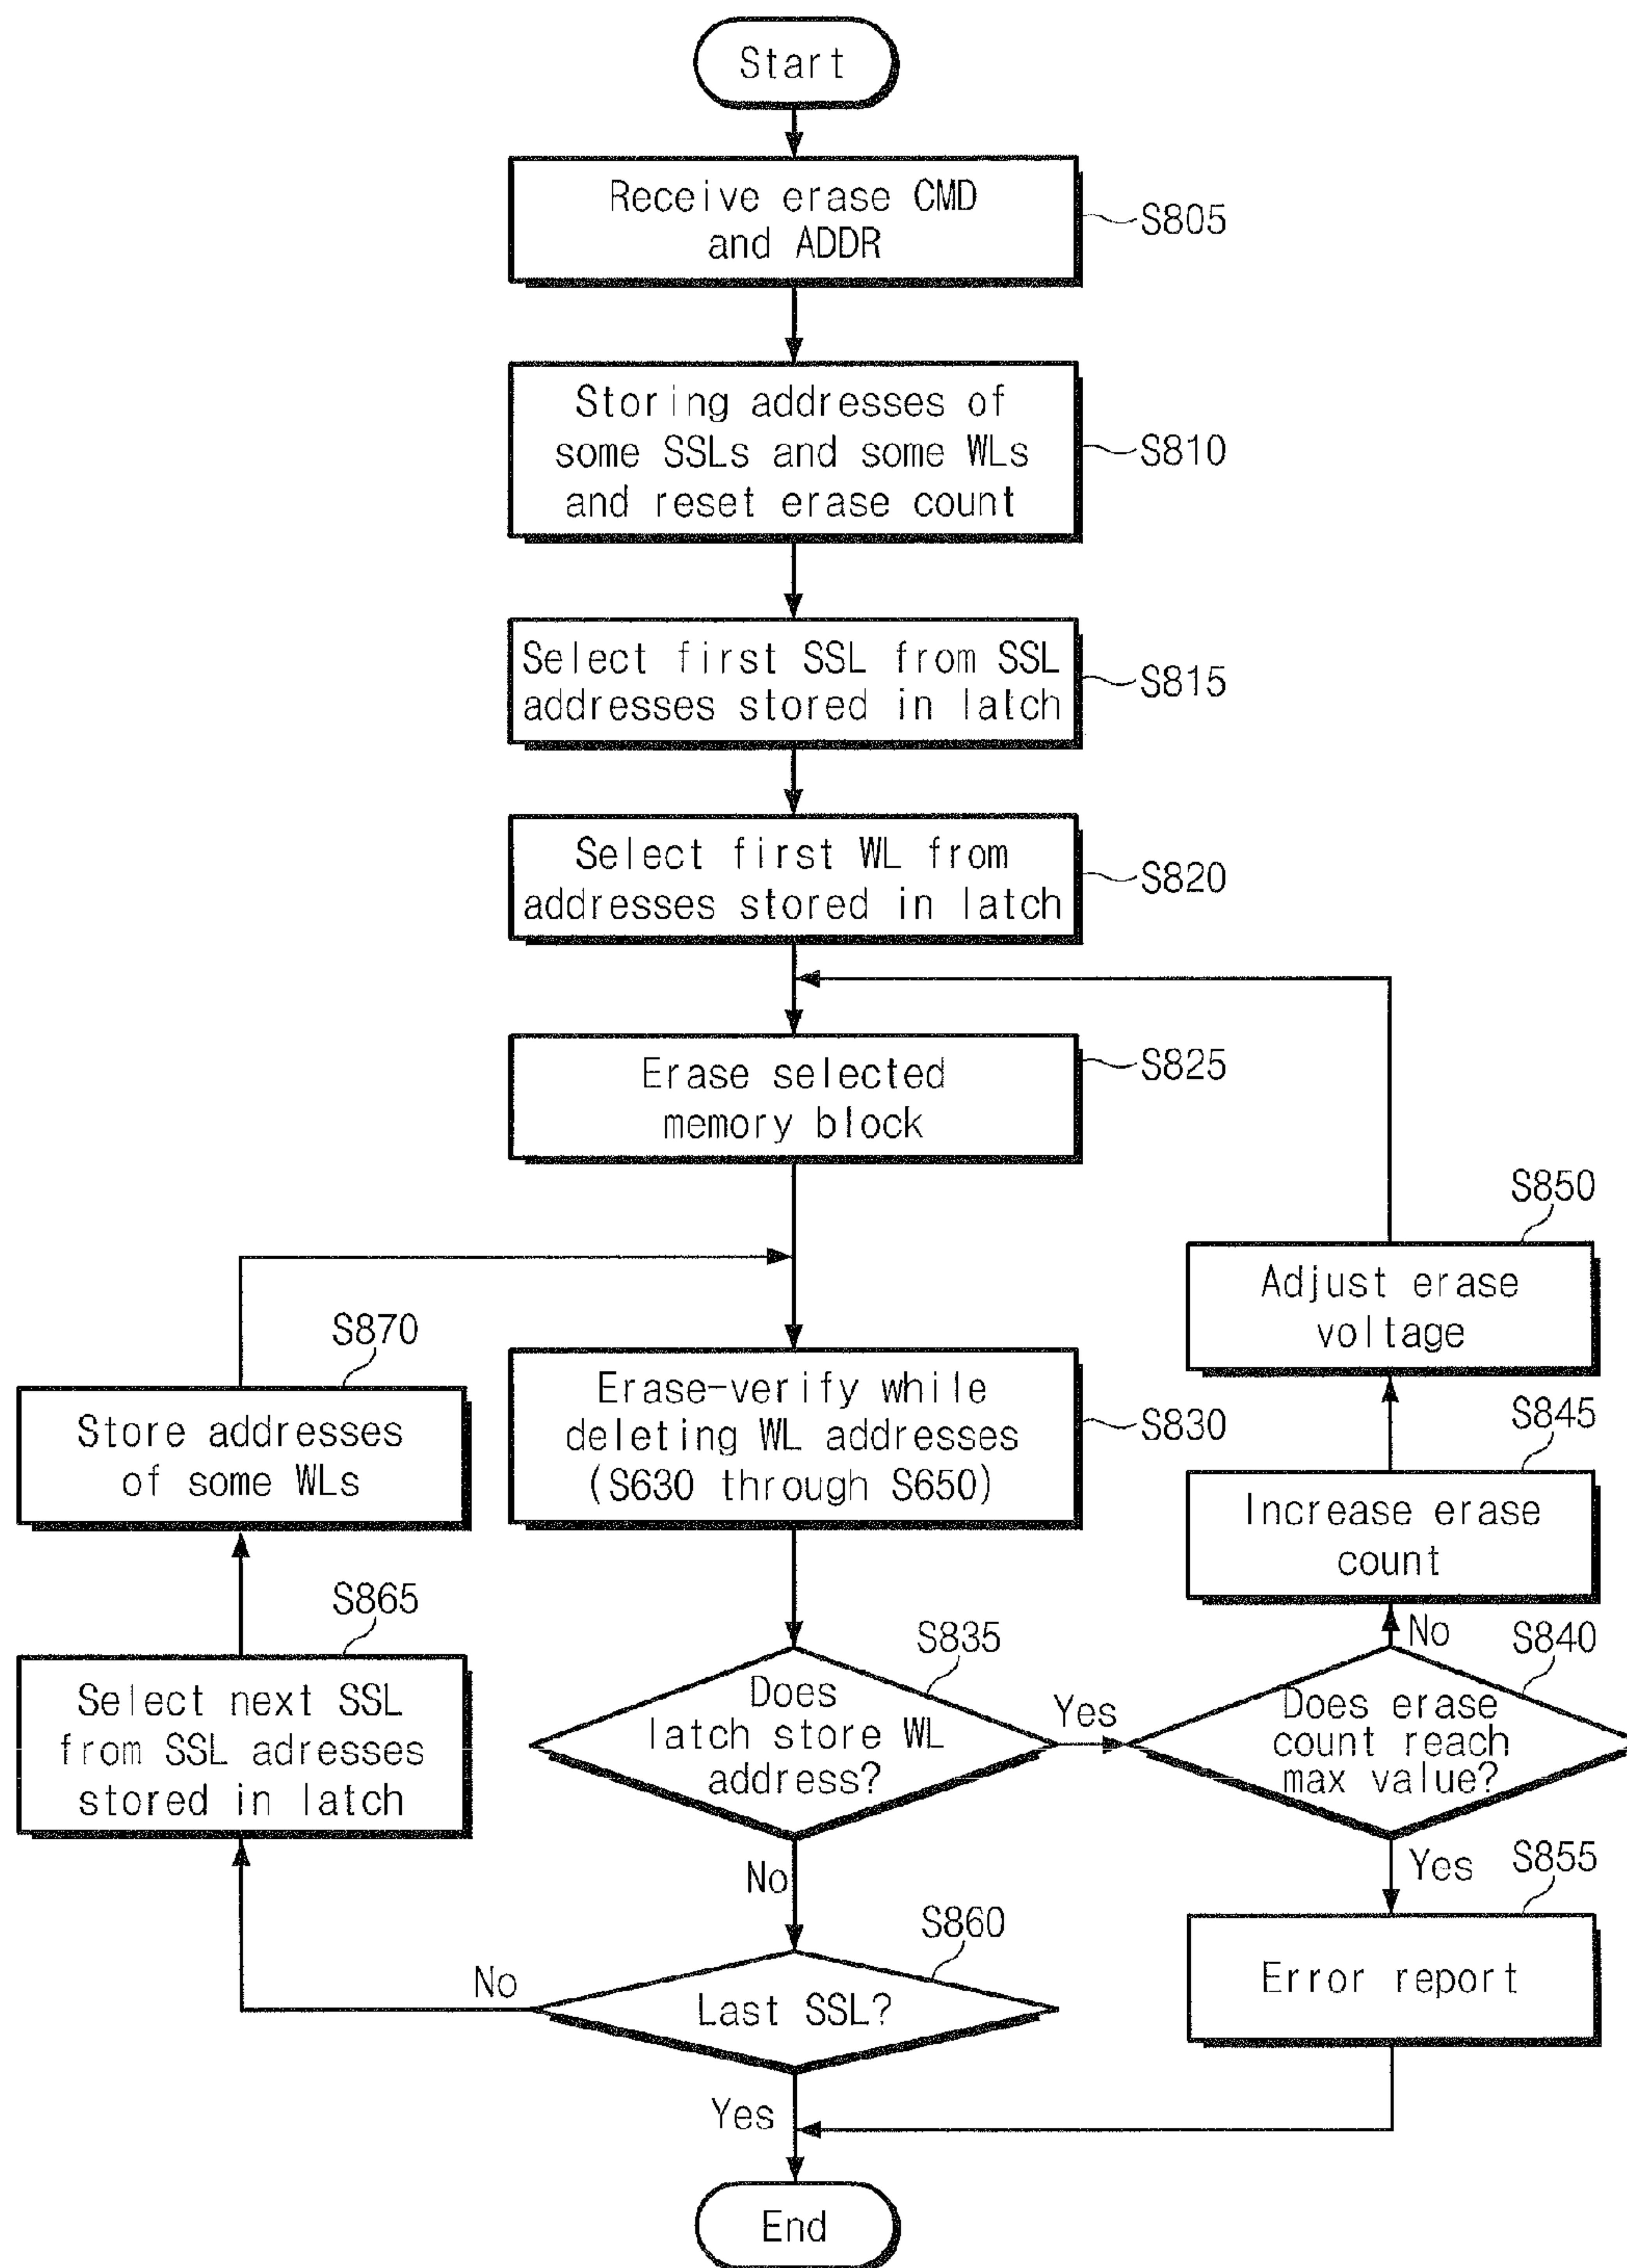 Start
Receive erase CMD
and ADDR
S805
Storing addresses of
some SSLs and some WLs
and reset erase count
S810
Select first SSL from SSL
addresses stored in latch
S815
Select first WL from
addresses stored in latch
S820
Erase selected
memory block
S825
S850
Adjust erase
voltage
S870
Store addresses
of some WLs
Erase-verify while
deleting WL addresses
(S630 through S650)
S830
S845
Increase erase
count
S865
Select next SSL
from SSL adresses
stored in latch
S835
Does
latch store WL
address?
Yes
No
S840
Does erase
count reach
max value?
No
Yes
S855
Error report
S860
Last SSL?
No
Yes
End